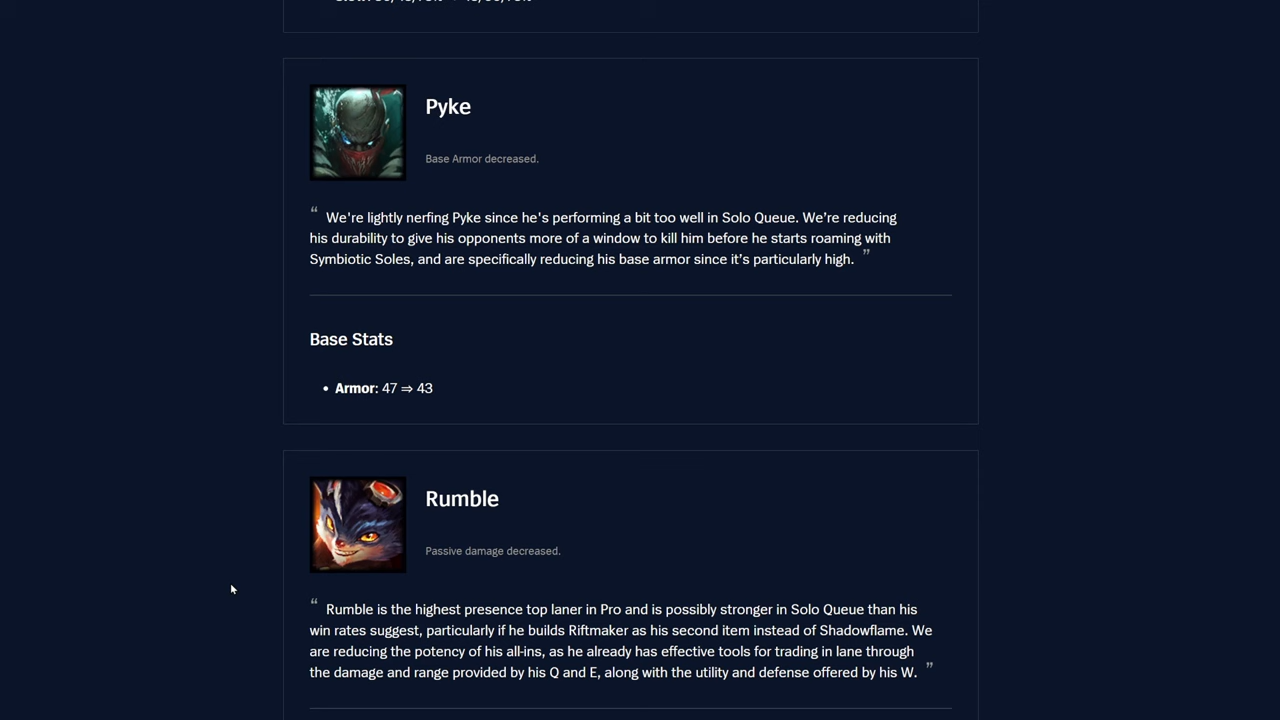 Pyke
Base Armor decreased.
“ We're lightly nerfing Pyke since he's performing a bit too well in Solo Queue. We’re reducing
his durability to give his opponents more of a window to kill him before he starts roaming with
Symbiotic Soles, and are specifically reducing his base armor since it’s particularly high. ”
Base Stats
• Armor: 47 ⇒ 43
Rumble
Passive damage decreased.
“ Rumble is the highest presence top laner in Pro and is possibly stronger in Solo Queue than his
win rates suggest, particularly if he builds Riftmaker as his second item instead of Shadowflame. We
are reducing the potency of his all-ins, as he already has effective tools for trading in lane through
the damage and range provided by his Q and E, along with the utility and defense offered by his W. ”